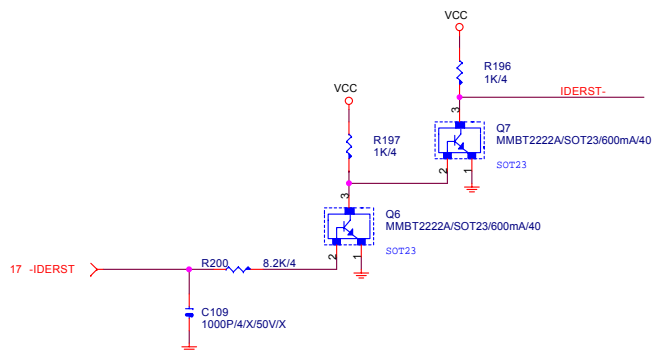 VCC
R196
1K/4
IDERST-
VCC
3
Q7
MMBT2222A/SOT23/600mA/40
R197
1K/4
SOT23
2
1
3
Q6
MMBT2222A/SOT23/600mA/40
SOT23
2
1
17 -IDERST
R200
8.2K/4
C109
1000P/4/X/50V/X